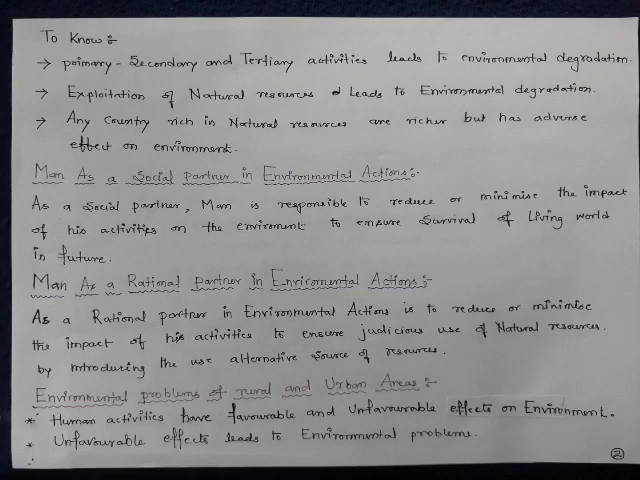 To Know:-
→ primary - Secondary and Tertiary activities leads to environmental degradation.
→ Exploitation of Natural resources & Leads to Environmental degradation.
→ Any Country rich in Natural resources are richer but has adverse
effect on environment.
Man As a Social partner in Environmental Actions:-
As a Social partner, Man is responsible to reduce or minimise the impact
of his activities on the enviroment to ensure Survival of Living world
in future.
Man As a Rational partner in Enviromental Actions:-
As a Rational partner in Environmental Actions is to reduce or minimise
the impact of his activities to ensure judicious use of Natural resources.
by introducing the use alternative Source of resources.
Environmental problems of rural and Urban Areas:-
* Human activities have favourable and Unfavourable effects on Environment.
* Unfavourable effects leads to Environmental problems.
2